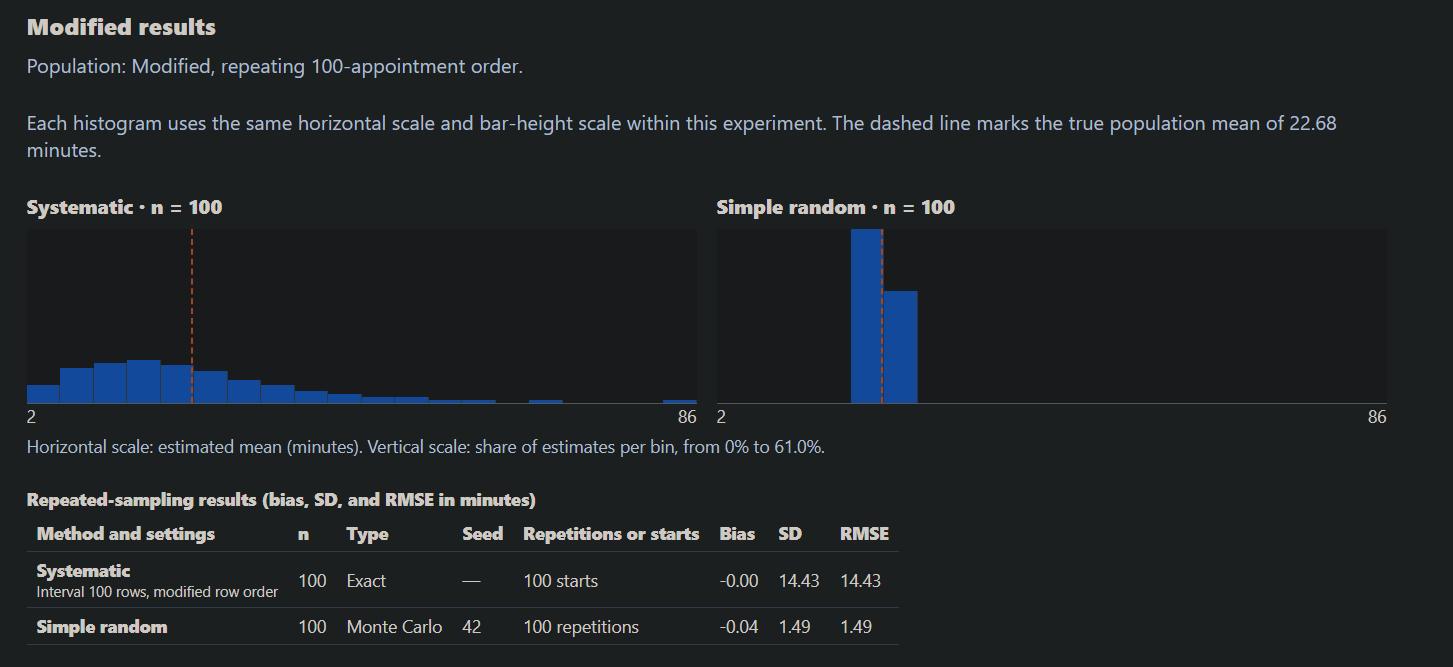 Modified results
Population: Modified, repeating 100-appointment order.
Each histogram uses the same horizontal scale and bar-height scale within this experiment. The dashed line marks the true population mean of 22.68
minutes.
Systematic · n = 100
Simple random · n = 100
2 86
2 86
Horizontal scale: estimated mean (minutes). Vertical scale: share of estimates per bin, from 0% to 61.0%.
Repeated-sampling results (bias, SD, and RMSE in minutes)
Method and settings n Type Seed Repetitions or starts Bias SD RMSE
Systematic
Interval 100 rows, modified row order
100 Exact — 100 starts -0.00 14.43 14.43
Simple random 100 Monte Carlo 42 100 repetitions -0.04 1.49 1.49